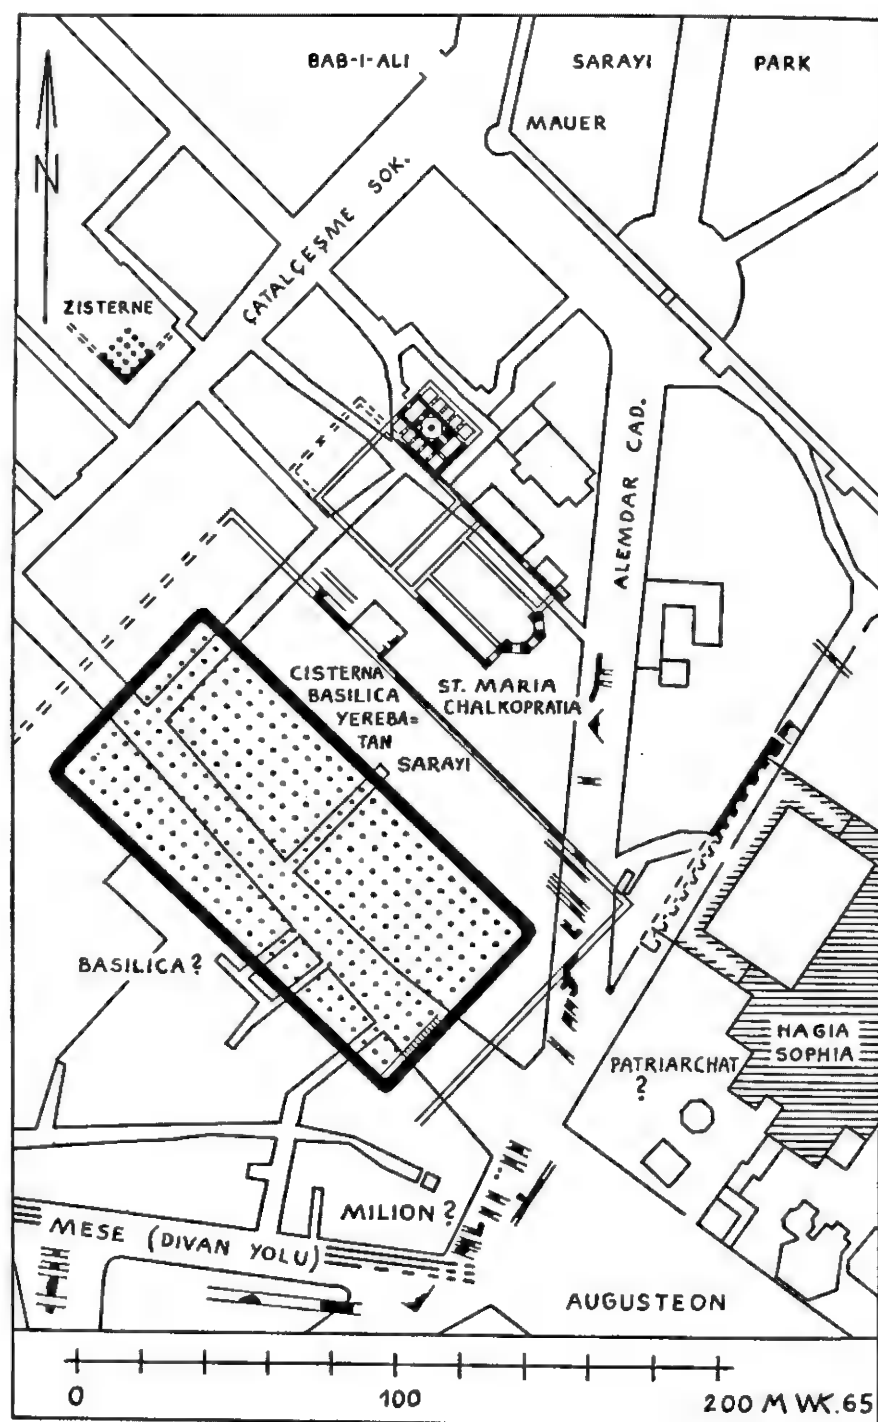 BAB-I-ALI
SARAYI
PARK
MAUER
N
ÇATALÇEŞME SOK.
ZISTERNE
ALEMDAR CAD.
CISTERNA
BASILICA
YEREBA=
TAN
SARAYI
ST. MARIA
CHALKOPRATIA
BASILICA?
HAGIA
SOPHIA
PATRIARCHAT
?
MILION?
MESE (DIVAN YOLU)
AUGUSTEON
0
100
200 M WK.65